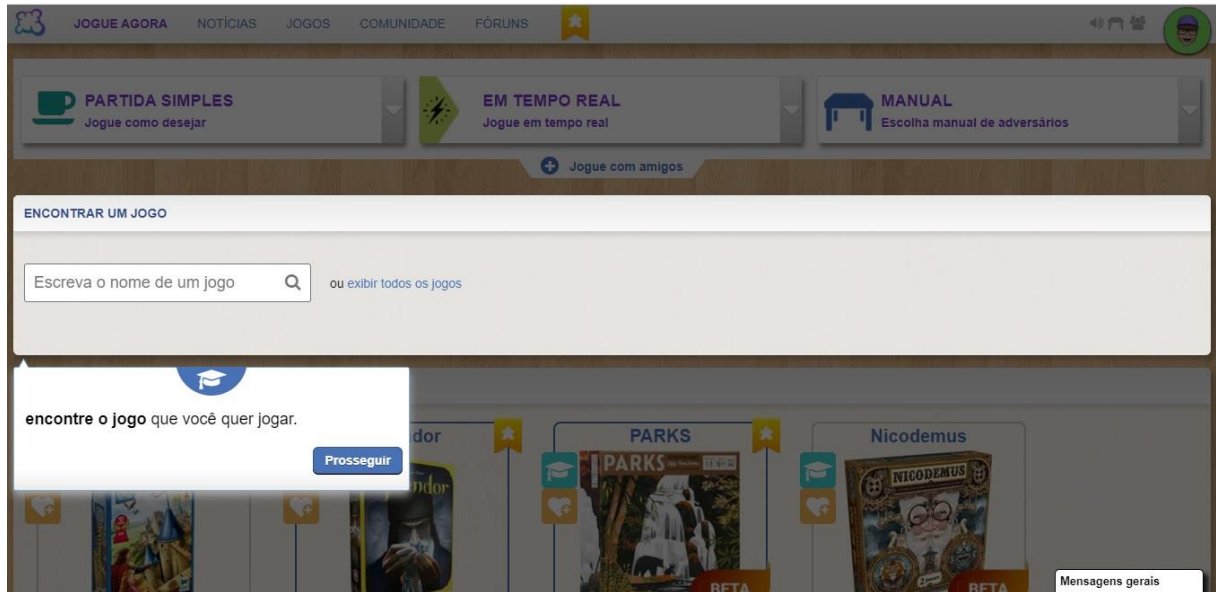 JOGUE AGORA NOTÍCIAS JOGOS COMUNIDADE FÓRUNS
PARTIDA SIMPLES
Jogue como desejar
EM TEMPO REAL
Jogue em tempo real
MANUAL
Escolha manual de adversários
Jogue com amigos
ENCONTRAR UM JOGO
Escreva o nome de um jogo
ou exibir todos os jogos
encontre o jogo que você quer jogar.
Prosseguir
dor
PARKS
Nicodemus
ndor
PARKS
NICODEMUS
BETA
BETA
Mensagens gerais